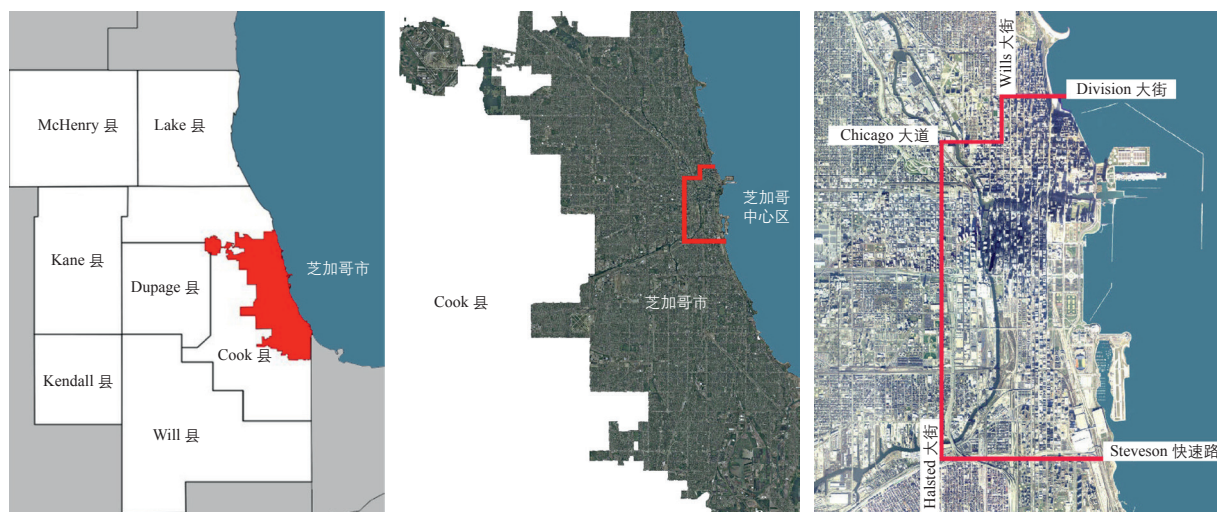 McHenry 县
Lake 县
Kane 县
Dupage 县
芝加哥市
Cook 县
Kendall 县
Will 县
芝加哥
中心区
Cook 县
芝加哥市
Wills 大街
Division 大街
Chicago 大道
Halsted 大街
Steveson 快速路